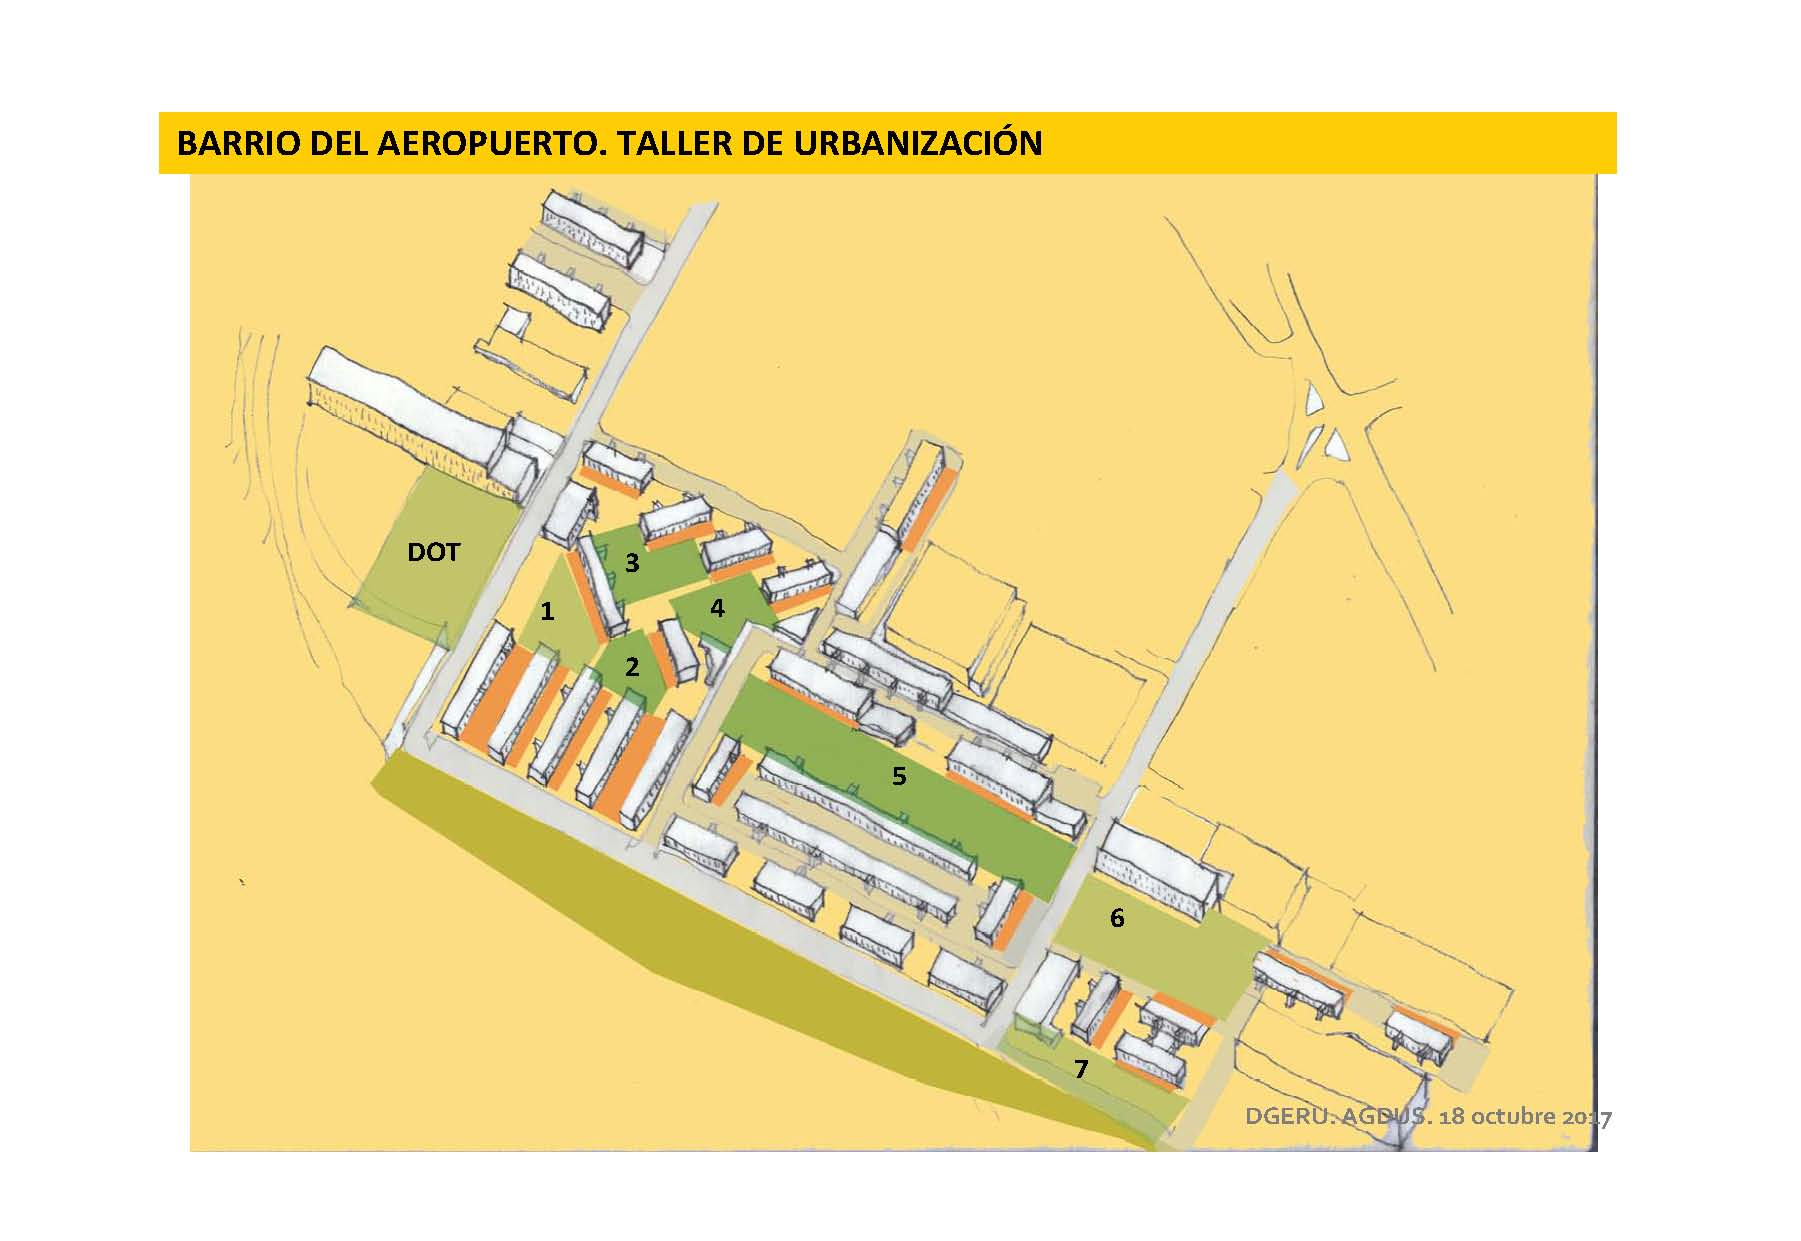 BARRIO DEL AEROPUERTO. TALLER DE URBANIZACIÓN
DOT
3
1
4
2
5
6
7
DGERU. AGDUS. 18 octubre 2017